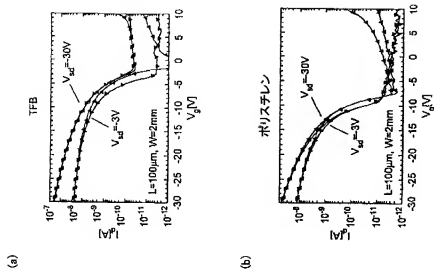 (a)
TFB
10⁻⁷
10⁻⁸
10⁻⁹
10⁻¹⁰
10⁻¹¹
10⁻¹²
I_d[A]
V_sd=-30V
V_sd=-3V
L=100μm, W=2mm
-30 -25 -20 -15 -10 -5 0 5 10
V_g[V]
(b)
ポリスチレン
10⁻⁷
10⁻⁸
10⁻⁹
10⁻¹⁰
10⁻¹¹
10⁻¹²
I_d[A]
V_sd=-30V
V_sd=-3V
L=100μm, W=2mm
-30 -25 -20 -15 -10 -5 0 5 10
V_g[V]